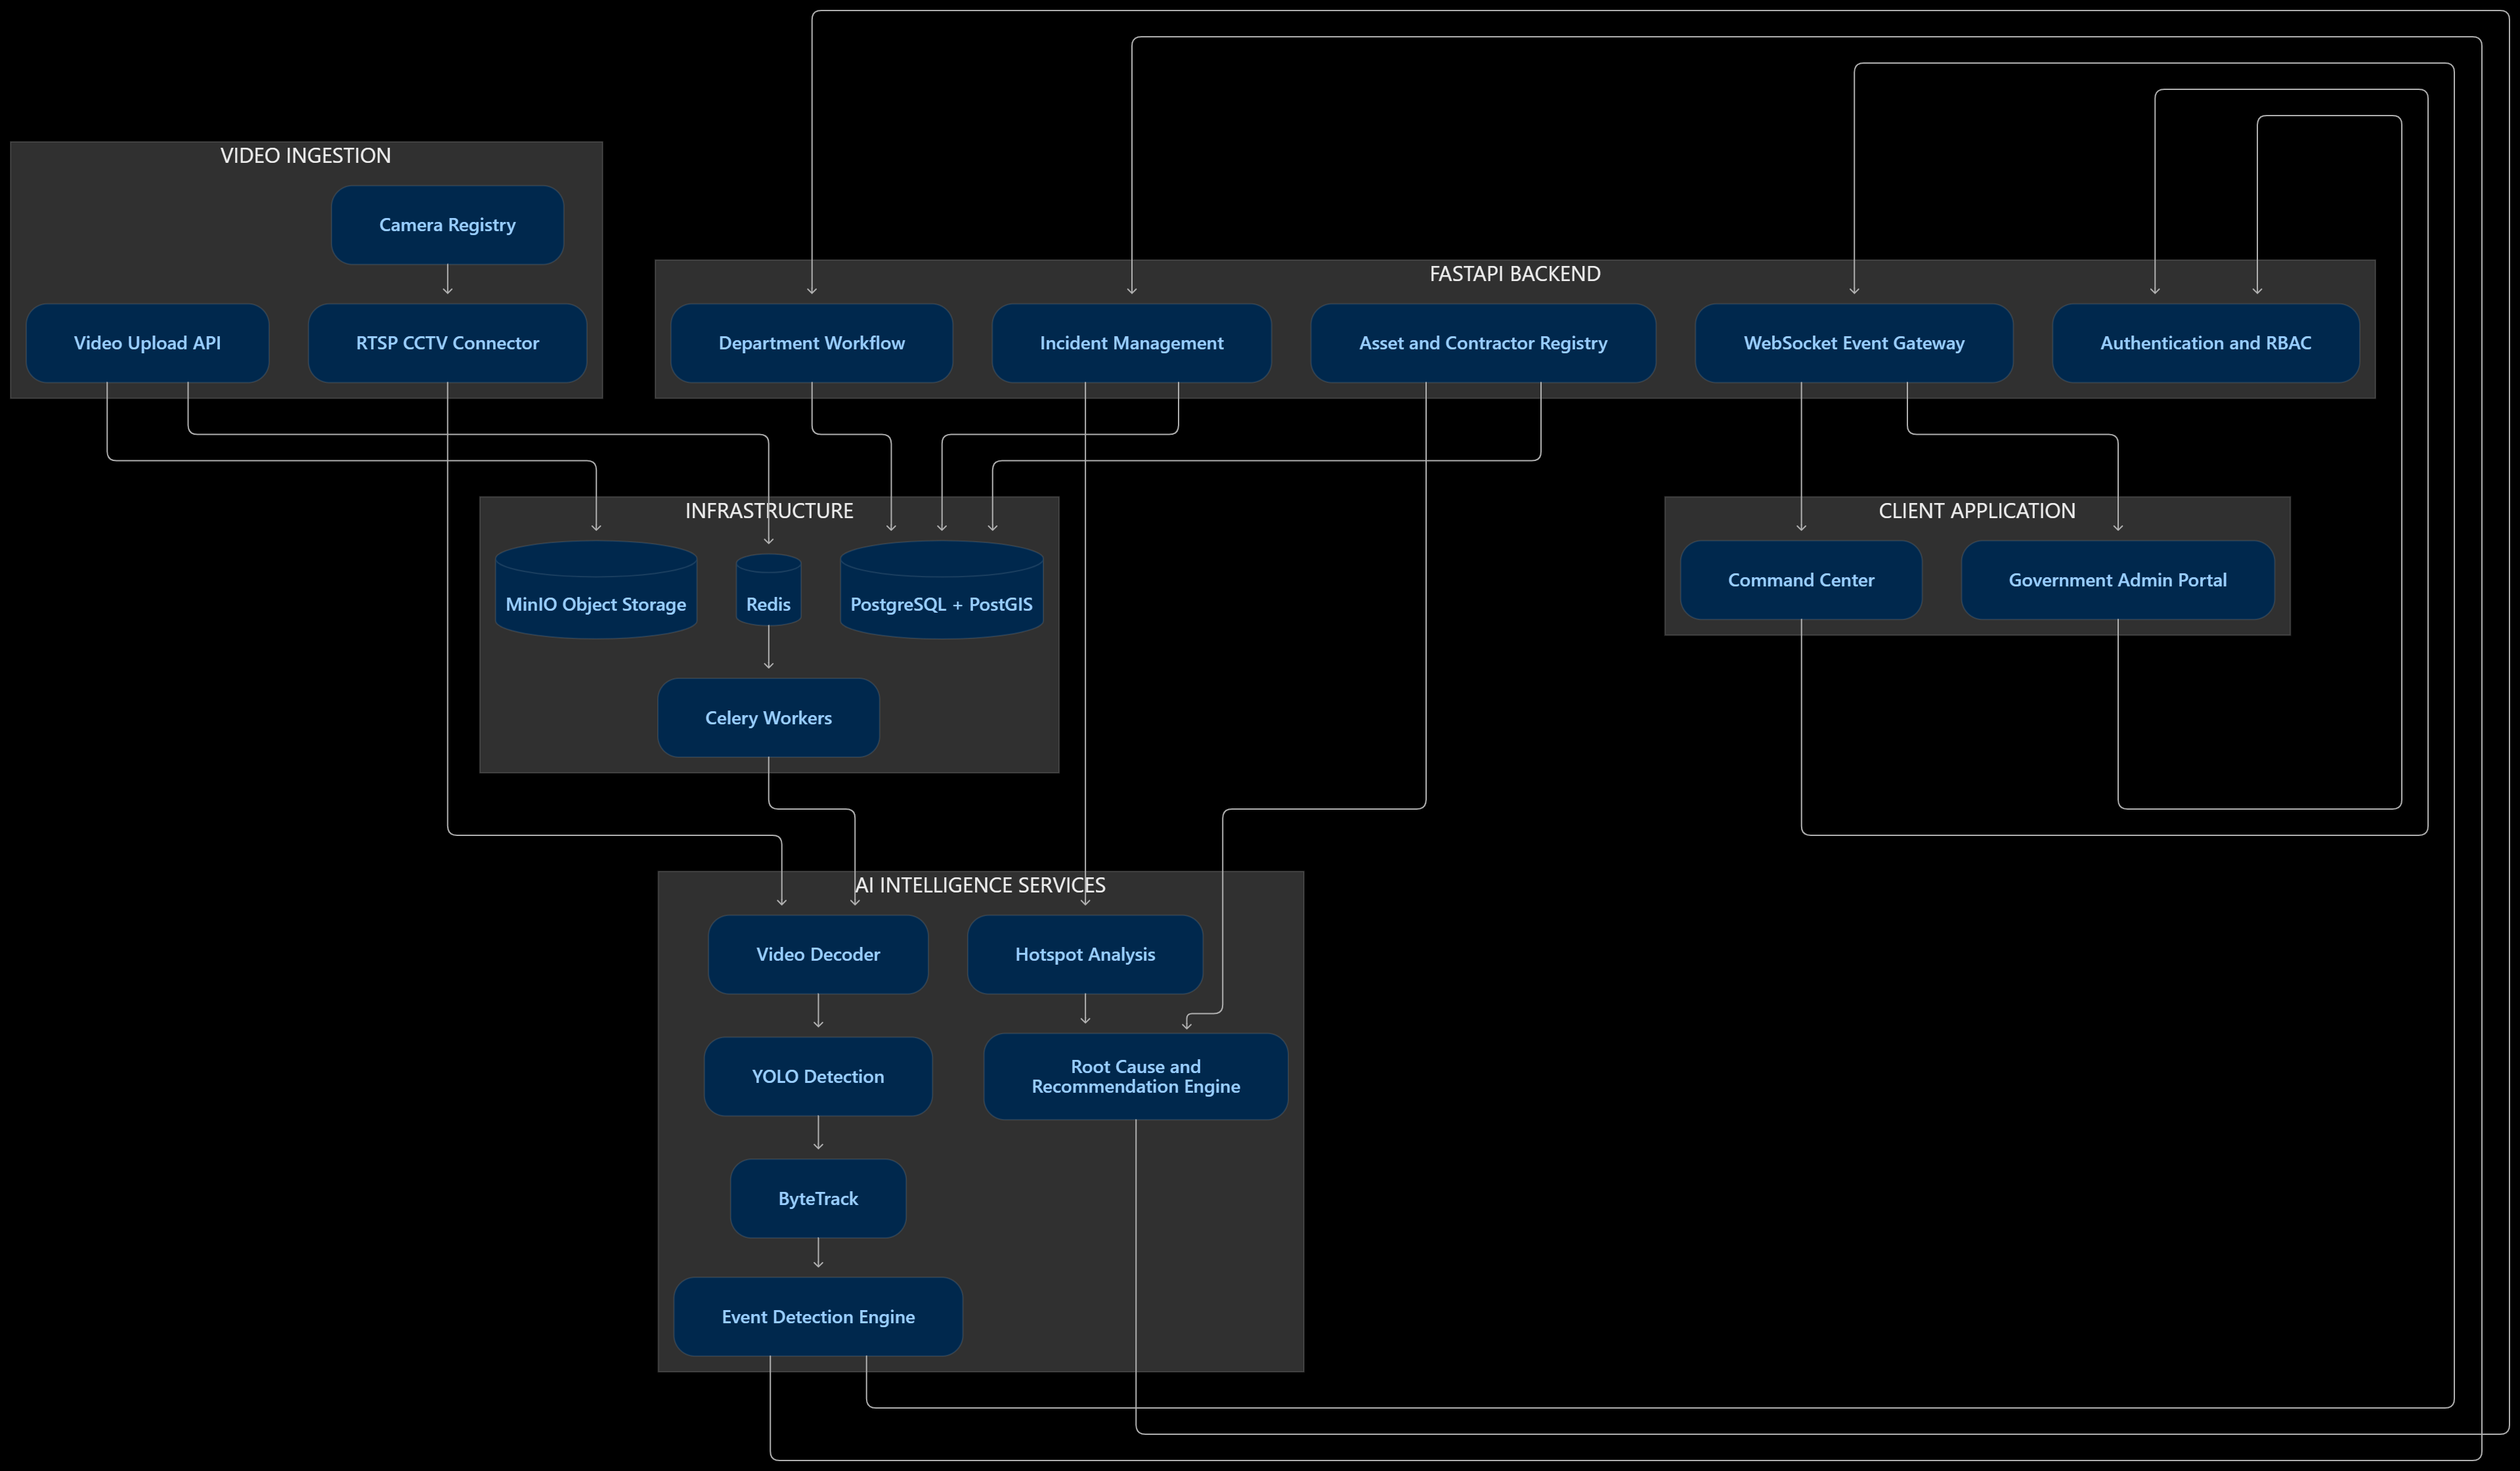 VIDEO INGESTION
Camera Registry
Video Upload API
RTSP CCTV Connector
FASTAPI BACKEND
Department Workflow
Incident Management
Asset and Contractor Registry
WebSocket Event Gateway
Authentication and RBAC
INFRASTRUCTURE
MinIO Object Storage
Redis
PostgreSQL + PostGIS
Celery Workers
CLIENT APPLICATION
Command Center
Government Admin Portal
AI INTELLIGENCE SERVICES
Video Decoder
Hotspot Analysis
YOLO Detection
Root Cause and
Recommendation Engine
ByteTrack
Event Detection Engine